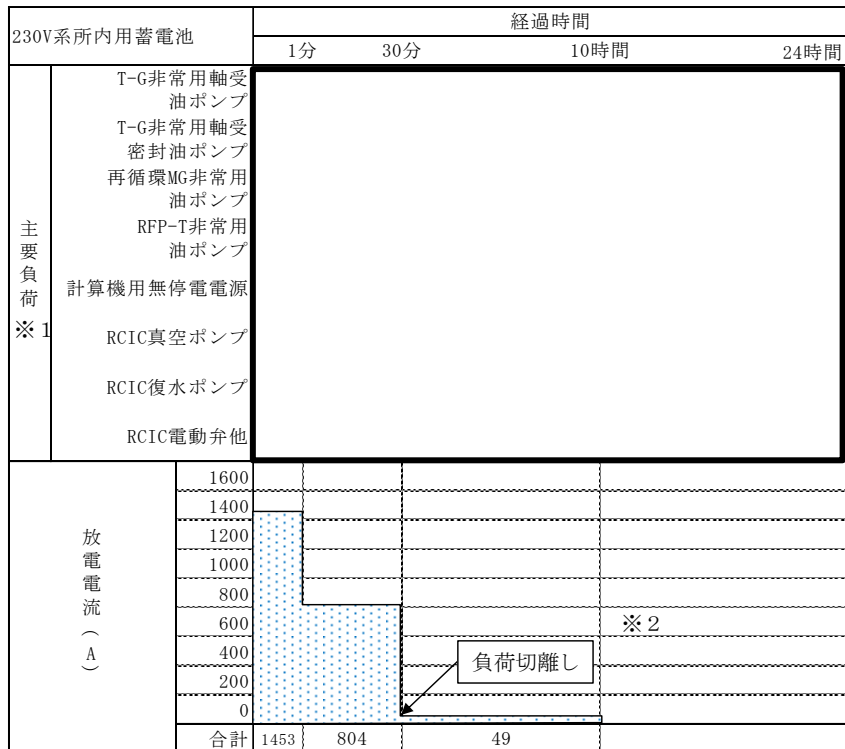 230V系所内用蓄電池
経過時間
1分 30分 10時間 24時間
主要負荷
※1
T-G非常用軸受
油ポンプ
T-G非常用軸受
密封油ポンプ
再循環MG非常用
油ポンプ
RFP-T非常用
油ポンプ
計算機用無停電電源
RCIC真空ポンプ
RCIC復水ポンプ
RCIC電動弁他
放電電流(A)
1600
1400
1200
1000
800
600
400
200
0
※2
負荷切離し
合計 1453 804 49